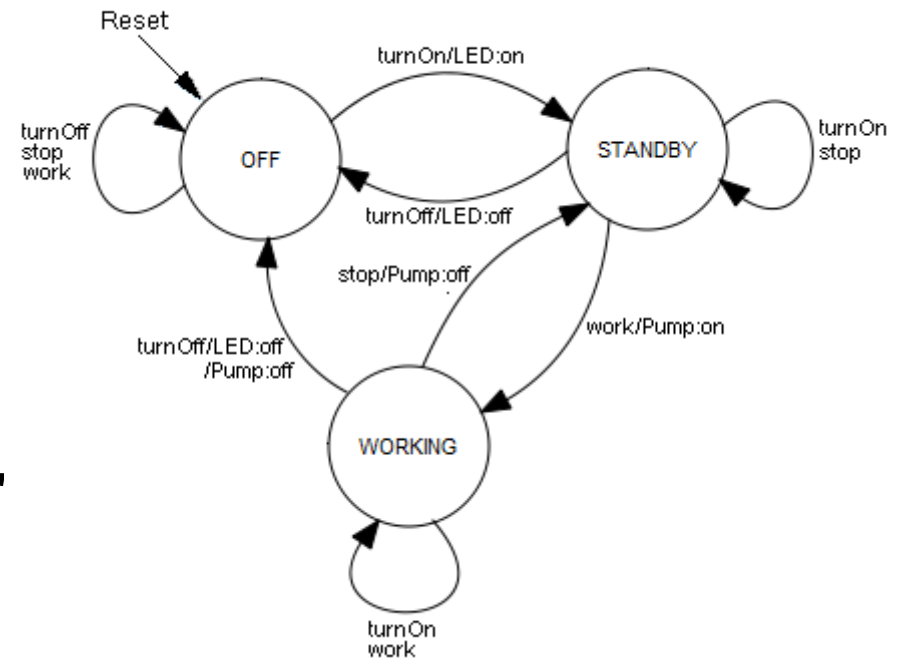 Reset
turnOn/LED:on
turnOff
stop
work
OFF
STANDBY
turnOn
stop
turnOff/LED:off
stop/Pump:off
work/Pump:on
turnOff/LED:off
/Pump:off
WORKING
turnOn
work